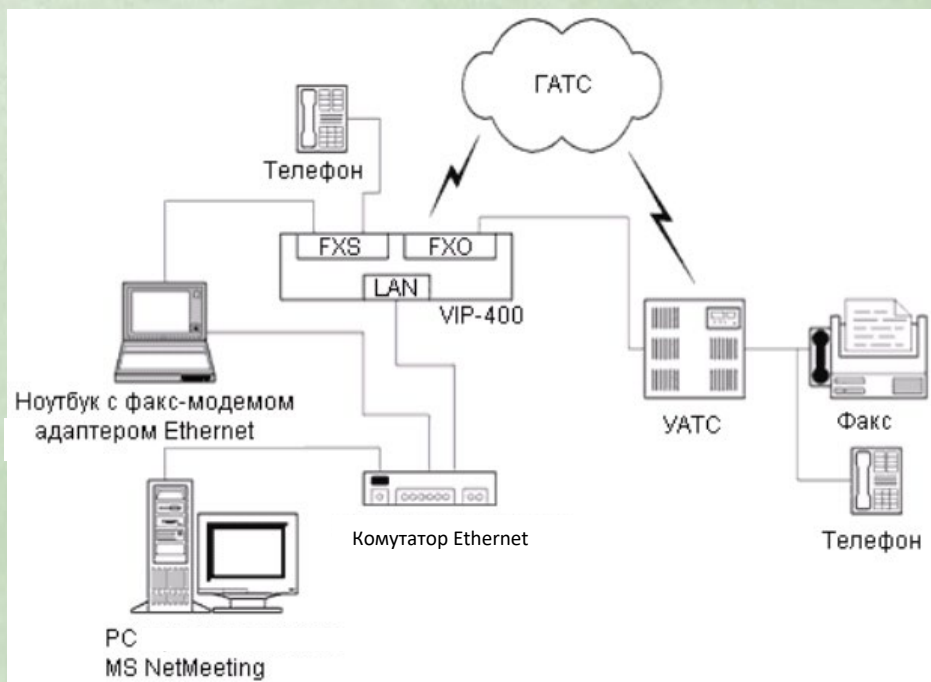 ГАТС
Телефон
FXS
FXO
LAN
VIP-400
Ноутбук с факс-модемом
адаптером Ethernet
УАТС
Факс
Телефон
Комутатор Ethernet
PC
MS NetMeeting